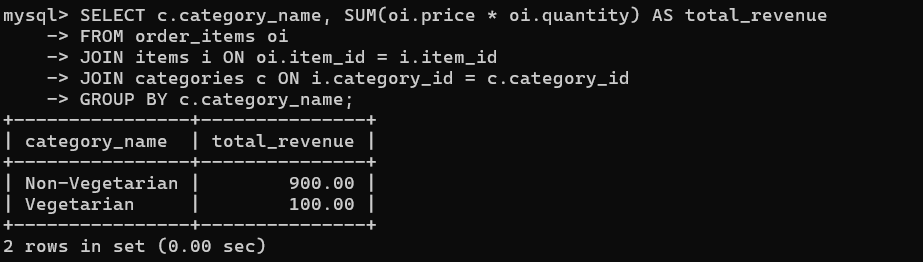 mysql> SELECT c.category_name, SUM(oi.price * oi.quantity) AS total_revenue
    -> FROM order_items oi
    -> JOIN items i ON oi.item_id = i.item_id
    -> JOIN categories c ON i.category_id = c.category_id
    -> GROUP BY c.category_name;
+----------------+---------------+
| category_name  | total_revenue |
+----------------+---------------+
| Non-Vegetarian |        900.00 |
| Vegetarian     |        100.00 |
+----------------+---------------+
2 rows in set (0.00 sec)